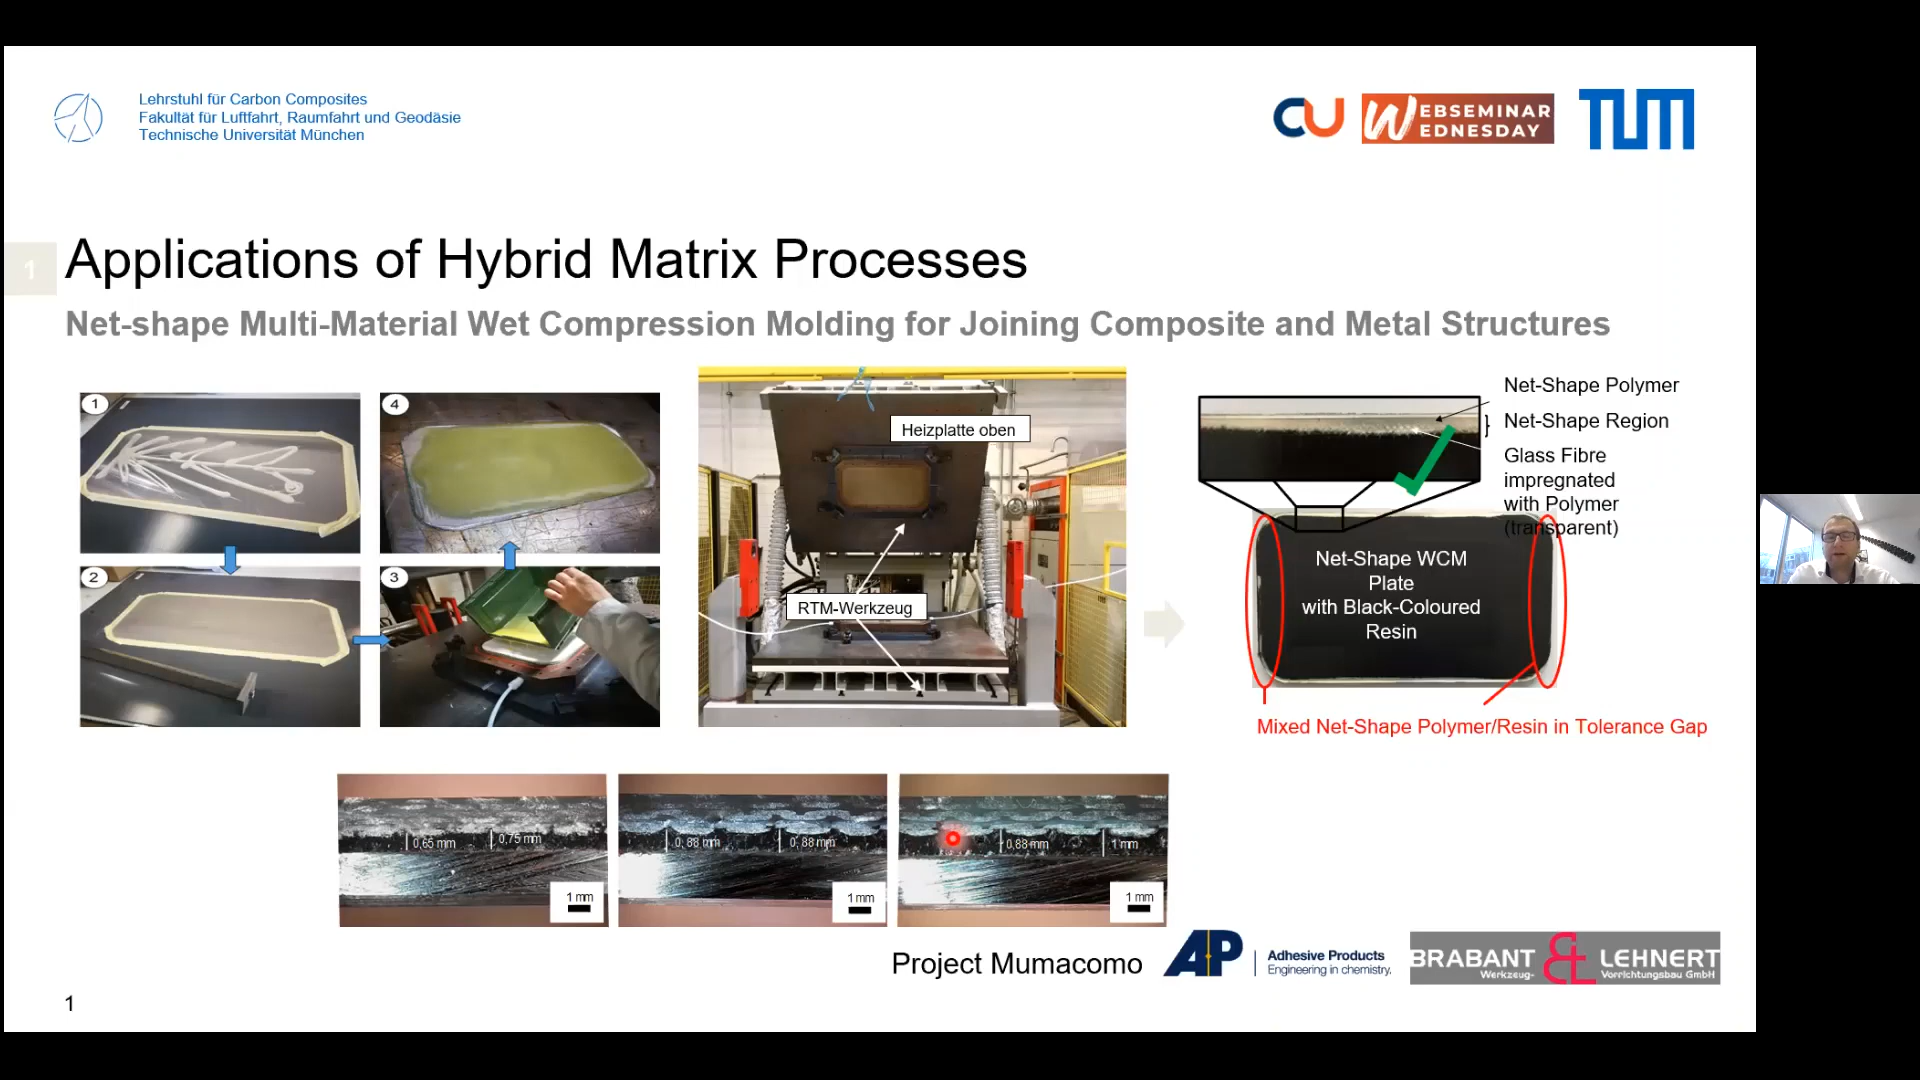 Lehrstuhl für Carbon Composites
Fakultät für Luftfahrt, Raumfahrt und Geodäsie
Technische Universität München
CU
WEBSEMINAR
WEDNESDAY
TUM
1
Applications of Hybrid Matrix Processes
Net-shape Multi-Material Wet Compression Molding for Joining Composite and Metal Structures
1
4
2
3
Heizplatte oben
RTM-Werkzeug
Net-Shape Polymer
Net-Shape Region
Glass Fibre
impregnated
with Polymer
(transparent)
Net-Shape WCM
Plate
with Black-Coloured
Resin
Mixed Net-Shape Polymer/Resin in Tolerance Gap
0,65 mm
0,75 mm
1 mm
0,88 mm
0,88 mm
1 mm
0,88 mm
1 mm
1 mm
Project Mumacomo
AP
Adhesive Products
Engineering in chemistry.
BRABANT & LEHNERT
Werkzeug- Vorrichtungsbau GmbH
1